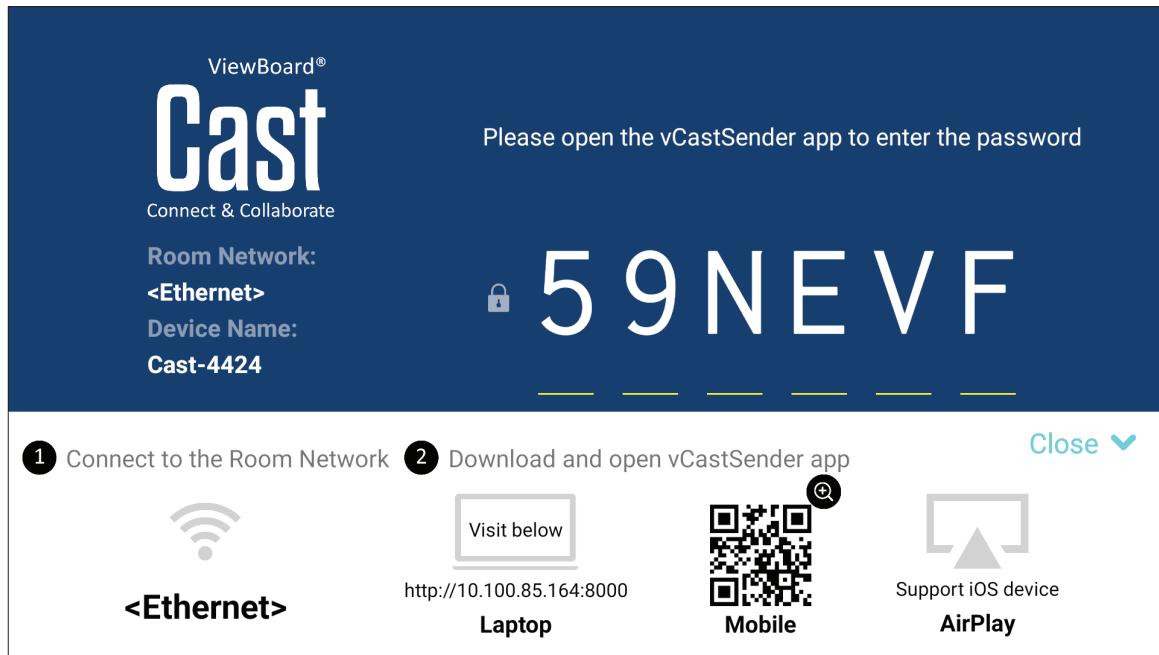 ViewBoard®
Cast
Connect & Collaborate
Room Network:
<Ethernet>
Device Name:
Cast-4424
Please open the vCastSender app to enter the password
59NEVF
Close
1 Connect to the Room Network
2 Download and open vCastSender app
<Ethernet>
Visit below
http://10.100.85.164:8000
Laptop
Mobile
Support iOS device
AirPlay